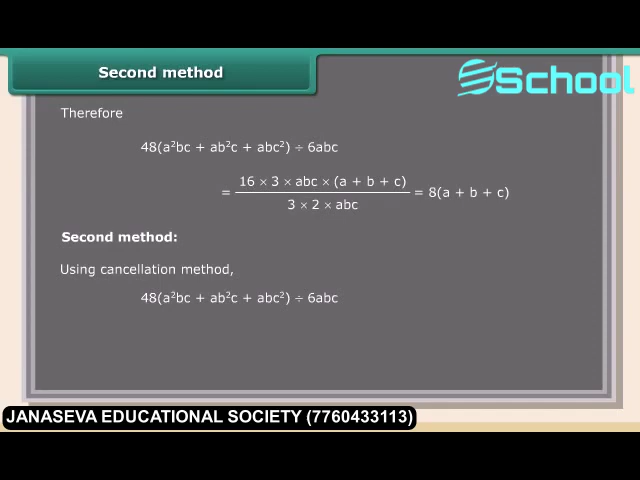 Second method
School
Therefore
48(a²bc + ab²c + abc²) ÷ 6abc
= 16 × 3 × abc × (a + b + c) / 3 × 2 × abc = 8(a + b + c)
Second method:
Using cancellation method,
48(a²bc + ab²c + abc²) ÷ 6abc
JANASEVA EDUCATIONAL SOCIETY (7760433113)